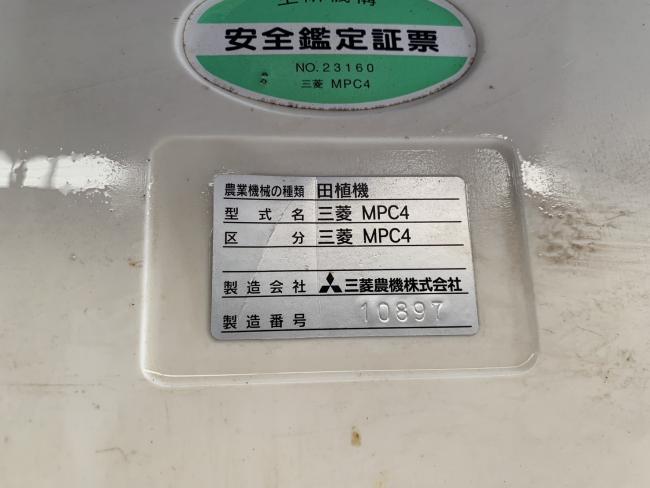 安全鑑定証票
NO.23160
三菱 MPC4
農業機械の種類 田植機
型式名 三菱 MPC4
区分 三菱 MPC4
製造会社 三菱農機株式会社
製造番号 10897